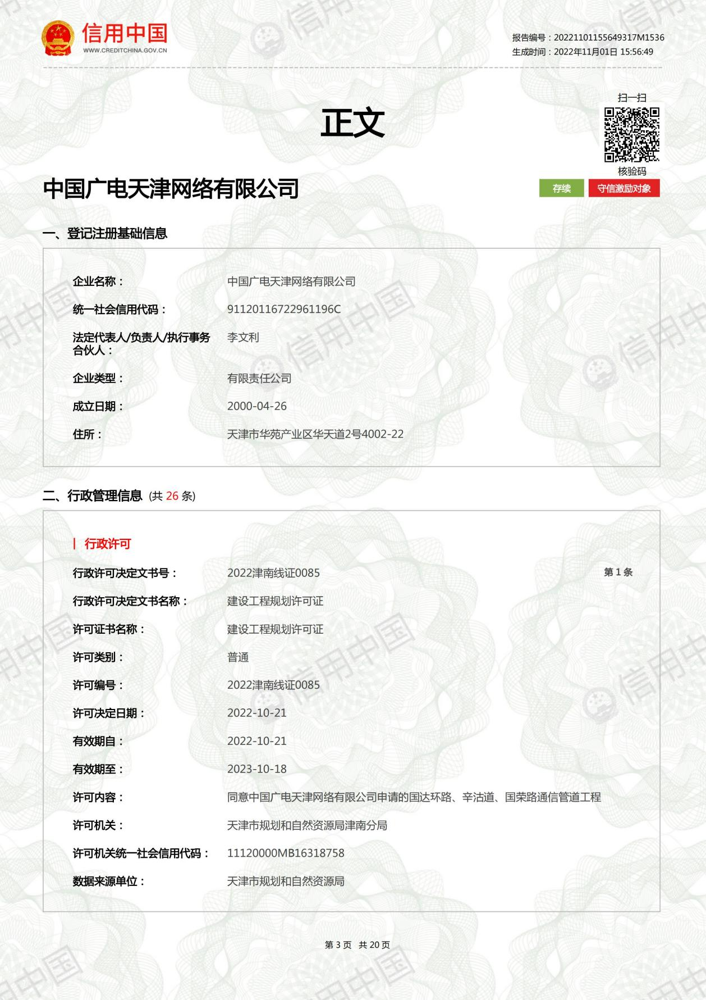 信用中国
WWW.CREDITCHINA.GOV.CN
报告编号：20221101155649317M1536
生成时间：2022年11月01日 15:56:49
扫一扫
正文
核验码
中国广电天津网络有限公司
存续 守信激励对象
一、登记注册基础信息
企业名称： 中国广电天津网络有限公司
统一社会信用代码： 91120116722961196C
法定代表人/负责人/执行事务 李文利
合伙人：
企业类型： 有限责任公司
成立日期： 2000-04-26
住所： 天津市华苑产业区华天道2号4002-22
二、行政管理信息 (共 26 条)
行政许可
行政许可决定文书号： 2022津南线证0085 第 1 条
行政许可决定文书名称： 建设工程规划许可证
许可证书名称： 建设工程规划许可证
许可类别： 普通
许可编号： 2022津南线证0085
许可决定日期： 2022-10-21
有效期自： 2022-10-21
有效期至： 2023-10-18
许可内容： 同意中国广电天津网络有限公司申请的国达环路、辛沽道、国荣路通信管道工程
许可机关： 天津市规划和自然资源局津南分局
许可机关统一社会信用代码： 11120000MB16318758
数据来源单位： 天津市规划和自然资源局
第 3 页 共 20 页